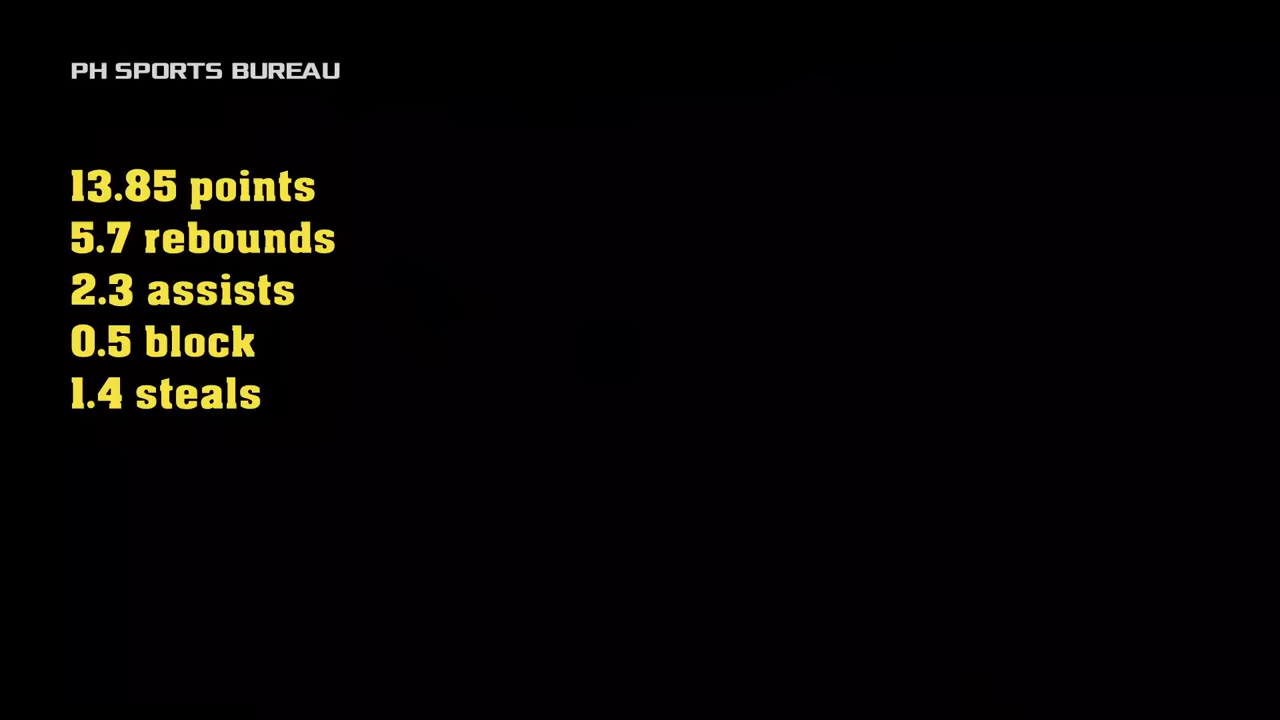 PH SPORTS BUREAU
13.85 points
5.7 rebounds
2.3 assists
0.5 block
1.4 steals